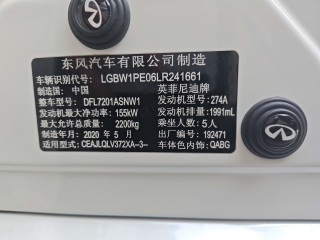 东风汽车有限公司制造
车辆识别代号: LGBW1PE06LR241661
制造国: 中国 英菲尼迪牌
整车型号: DFL7201ASNW1 发动机型号: 274A
发动机最大净功率: 155kW 发动机排量: 1991mL
最大允许总质量: 2200kg 乘坐人数: 5人
制造年月: 2020 年 5 月 出厂编号: 192471
适用型式: CEAJLQLV372XA-3- 车体色内饰: QABG